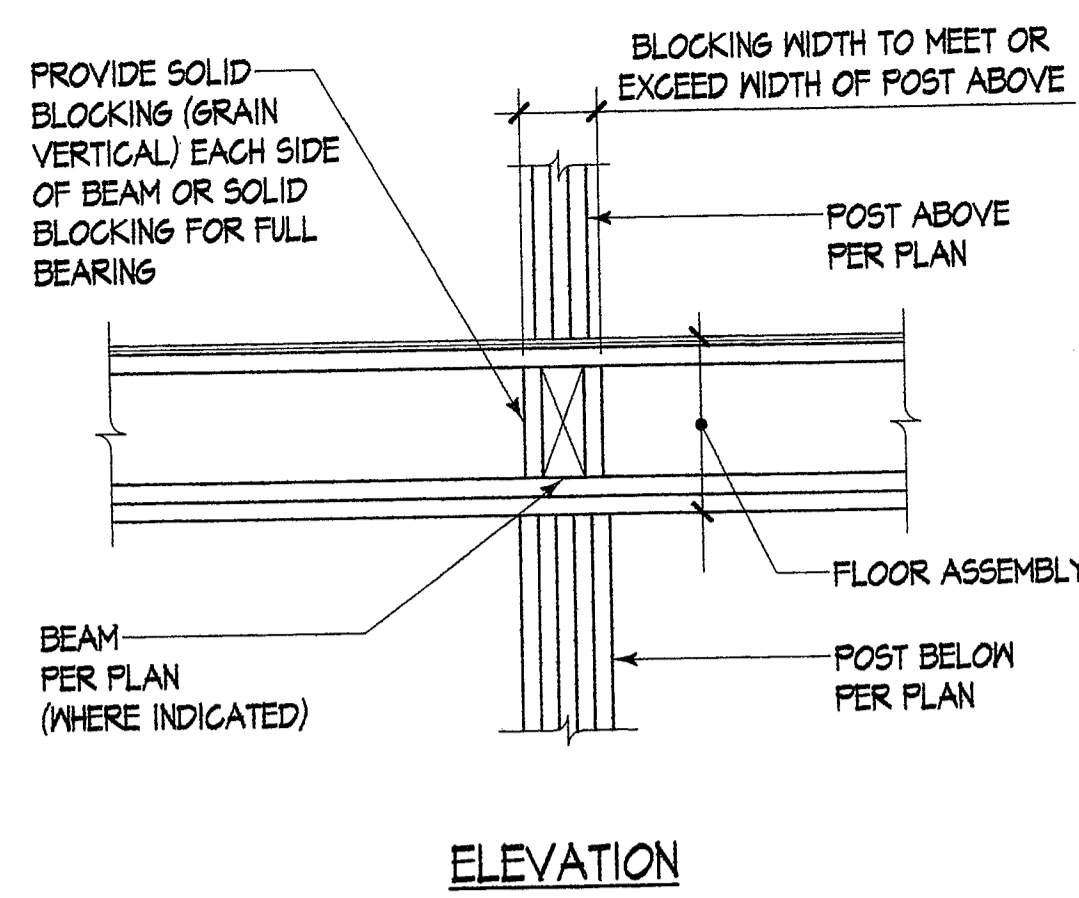 PROVIDE SOLID
BLOCKING (GRAIN
VERTICAL) EACH SIDE
OF BEAM OR SOLID
BLOCKING FOR FULL
BEARING
BLOCKING WIDTH TO MEET OR
EXCEED WIDTH OF POST ABOVE
POST ABOVE
PER PLAN
FLOOR ASSEMBLY
BEAM
PER PLAN
(WHERE INDICATED)
POST BELOW
PER PLAN
ELEVATION